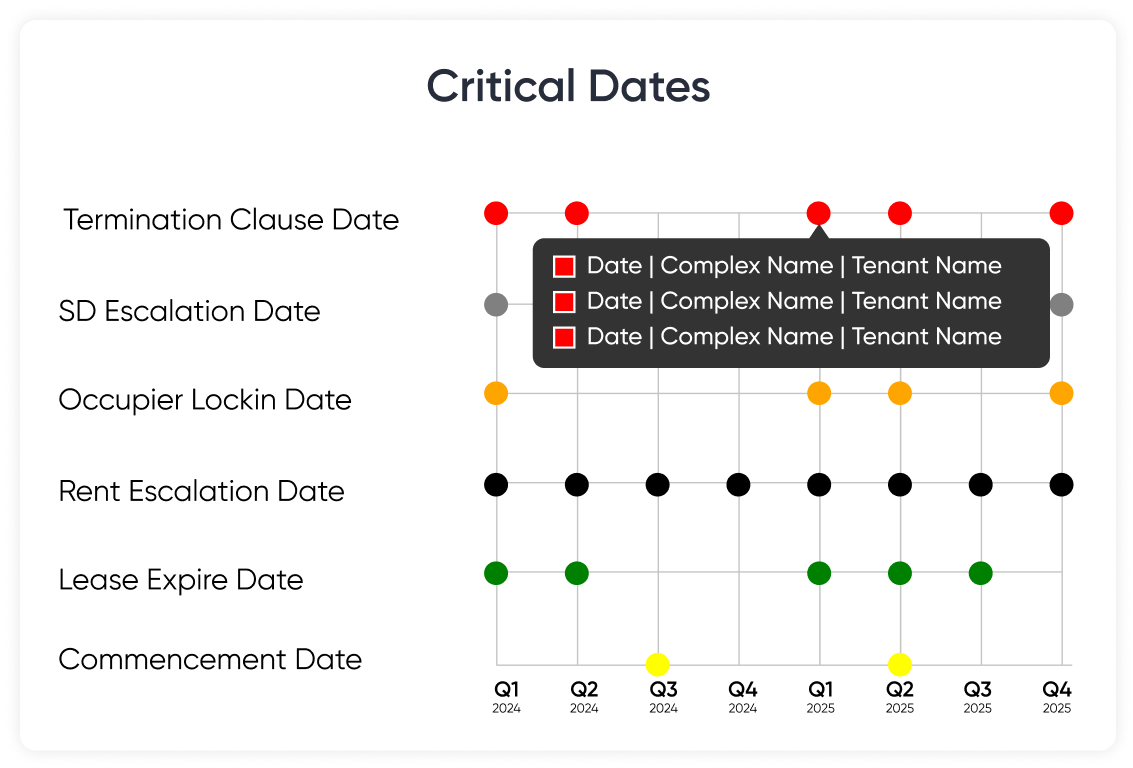 Critical Dates
Termination Clause Date
Date | Complex Name | Tenant Name
SD Escalation Date
Date | Complex Name | Tenant Name
Date | Complex Name | Tenant Name
Occupier Lockin Date
Rent Escalation Date
Lease Expire Date
Commencement Date
Q1 Q2 Q3 Q4 Q1 Q2 Q3 Q4
2024 2024 2024 2024 2025 2025 2025 2025